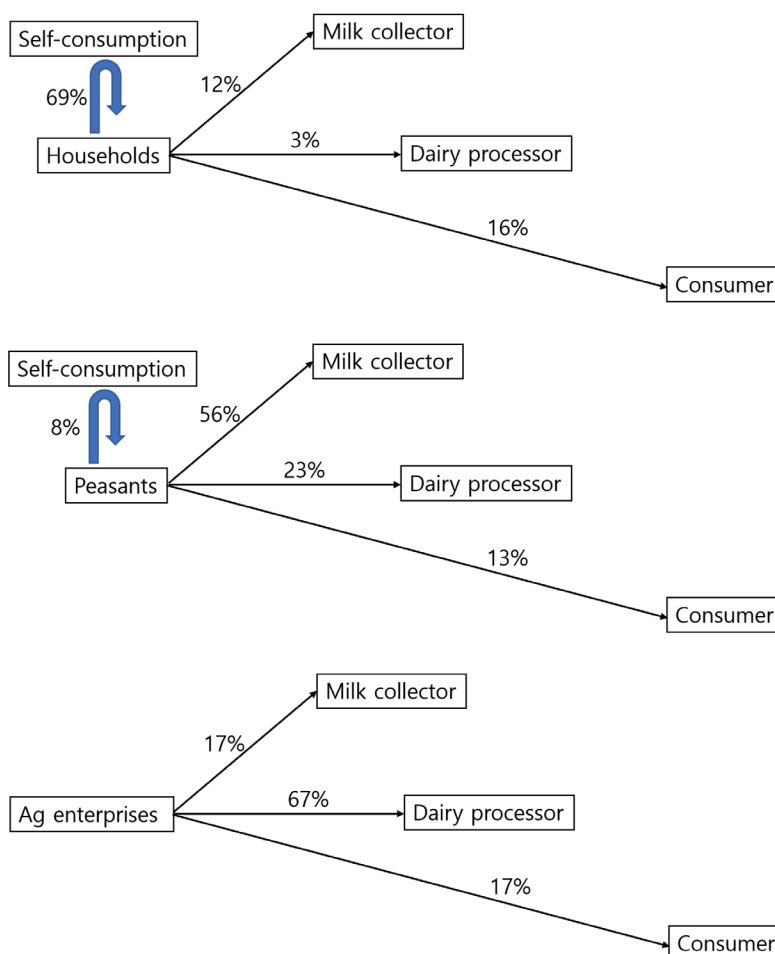 Self-consumption
Milk collector
69%
12%
Households
3%
Dairy processor
16%
Consumer
Self-consumption
Milk collector
8%
56%
Peasants
23%
Dairy processor
13%
Consumer
Milk collector
17%
Ag enterprises
67%
Dairy processor
17%
Consumer